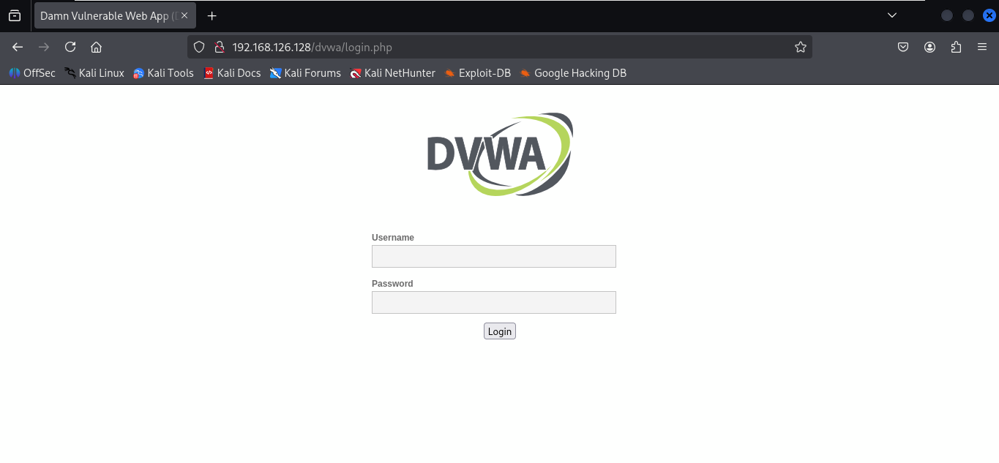 Damn Vulnerable Web App (
192.168.126.128/dvwa/login.php
OffSec Kali Linux Kali Tools Kali Docs Kali Forums Kali NetHunter Exploit-DB Google Hacking DB
DVWA
Username
Password
Login